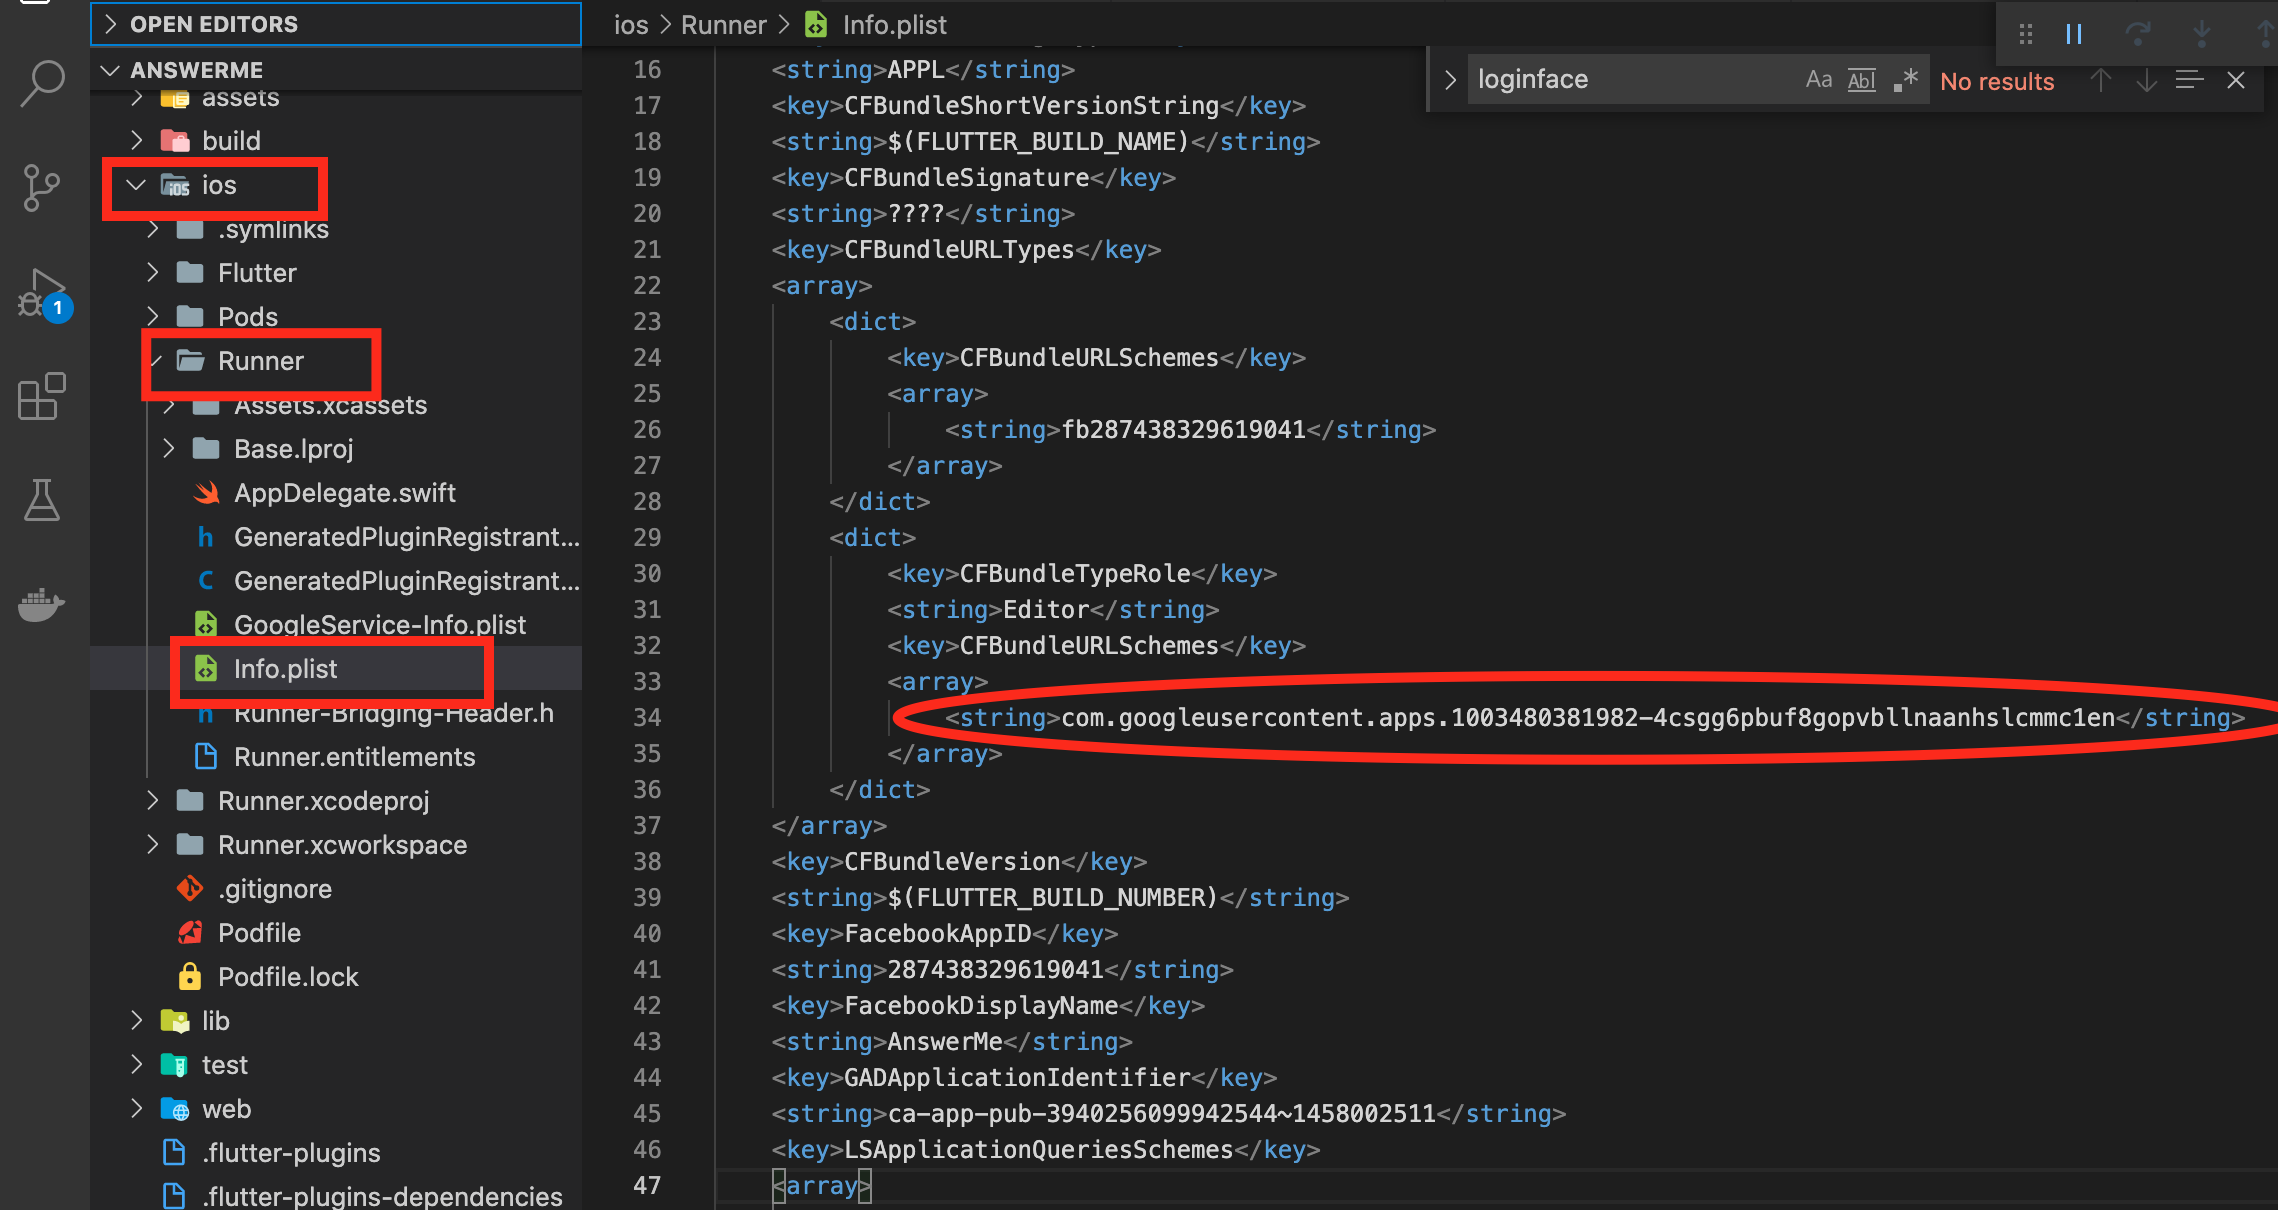 OPEN EDITORS
ANSWERME
assets
build
ios
.symlinks
Flutter
Pods
Runner
Assets.xcassets
Base.lproj
AppDelegate.swift
h GeneratedPluginRegistrant...
C GeneratedPluginRegistrant...
GoogleService-Info.plist
Info.plist
h Runner-Bridging-Header.h
Runner.entitlements
Runner.xcodeproj
Runner.xcworkspace
.gitignore
Podfile
Podfile.lock
lib
test
web
.flutter-plugins
.flutter-plugins-dependencies
1
ios > Runner > Info.plist
loginface Aa Abl .* No results
16 <string>APPL</string>
17 <key>CFBundleShortVersionString</key>
18 <string>$(FLUTTER_BUILD_NAME)</string>
19 <key>CFBundleSignature</key>
20 <string>????</string>
21 <key>CFBundleURLTypes</key>
22 <array>
23 <dict>
24 <key>CFBundleURLSchemes</key>
25 <array>
26 <string>fb287438329619041</string>
27 </array>
28 </dict>
29 <dict>
30 <key>CFBundleTypeRole</key>
31 <string>Editor</string>
32 <key>CFBundleURLSchemes</key>
33 <array>
34 <string>com.googleusercontent.apps.1003480381982-4csgg6pbuf8gopvbllnaanhslcmmc1en</string>
35 </array>
36 </dict>
37 </array>
38 <key>CFBundleVersion</key>
39 <string>$(FLUTTER_BUILD_NUMBER)</string>
40 <key>FacebookAppID</key>
41 <string>287438329619041</string>
42 <key>FacebookDisplayName</key>
43 <string>AnswerMe</string>
44 <key>GADApplicationIdentifier</key>
45 <string>ca-app-pub-3940256099942544~1458002511</string>
46 <key>LSApplicationQueriesSchemes</key>
47 <array>